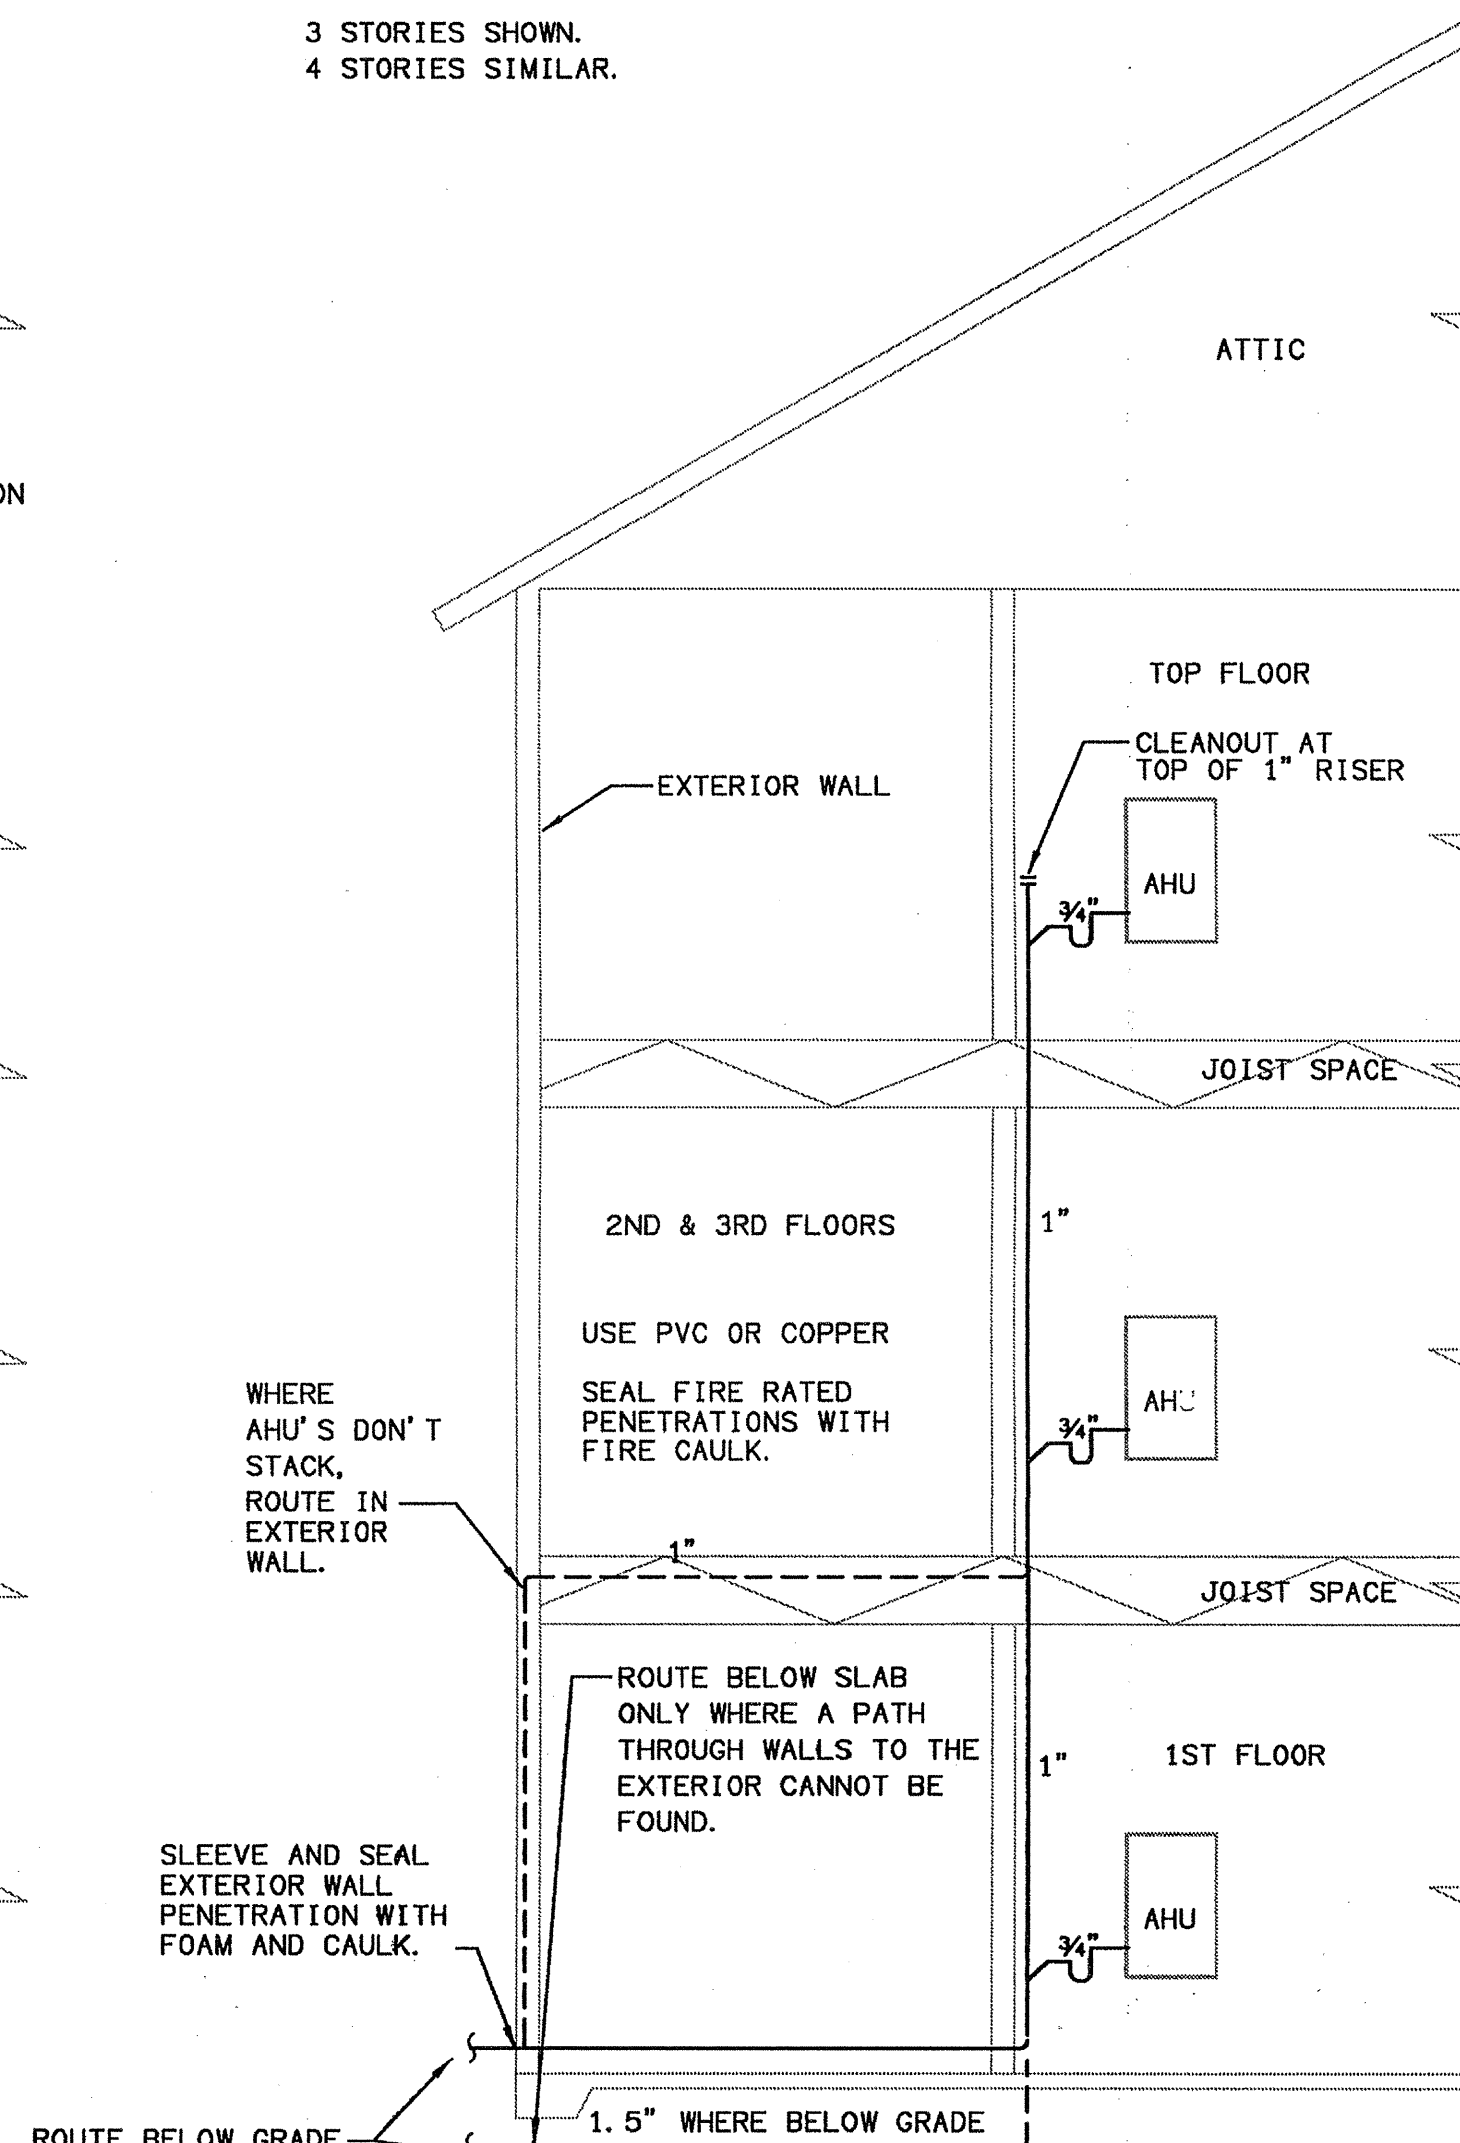 3 STORIES SHOWN.
4 STORIES SIMILAR.
ATTIC
ON
TOP FLOOR
CLEANOUT AT
TOP OF 1" RISER
EXTERIOR WALL
AHU
3/4"
JOIST SPACE
2ND & 3RD FLOORS
1"
USE PVC OR COPPER
SEAL FIRE RATED
PENETRATIONS WITH
FIRE CAULK.
AHU
3/4"
WHERE
AHU'S DON'T
STACK,
ROUTE IN
EXTERIOR
WALL.
1"
JOIST SPACE
ROUTE BELOW SLAB
ONLY WHERE A PATH
THROUGH WALLS TO THE
EXTERIOR CANNOT BE
FOUND.
1"
1ST FLOOR
SLEEVE AND SEAL
EXTERIOR WALL
PENETRATION WITH
FOAM AND CAULK.
AHU
3/4"
1.5" WHERE BELOW GRADE
ROUTE BELOW GRADE